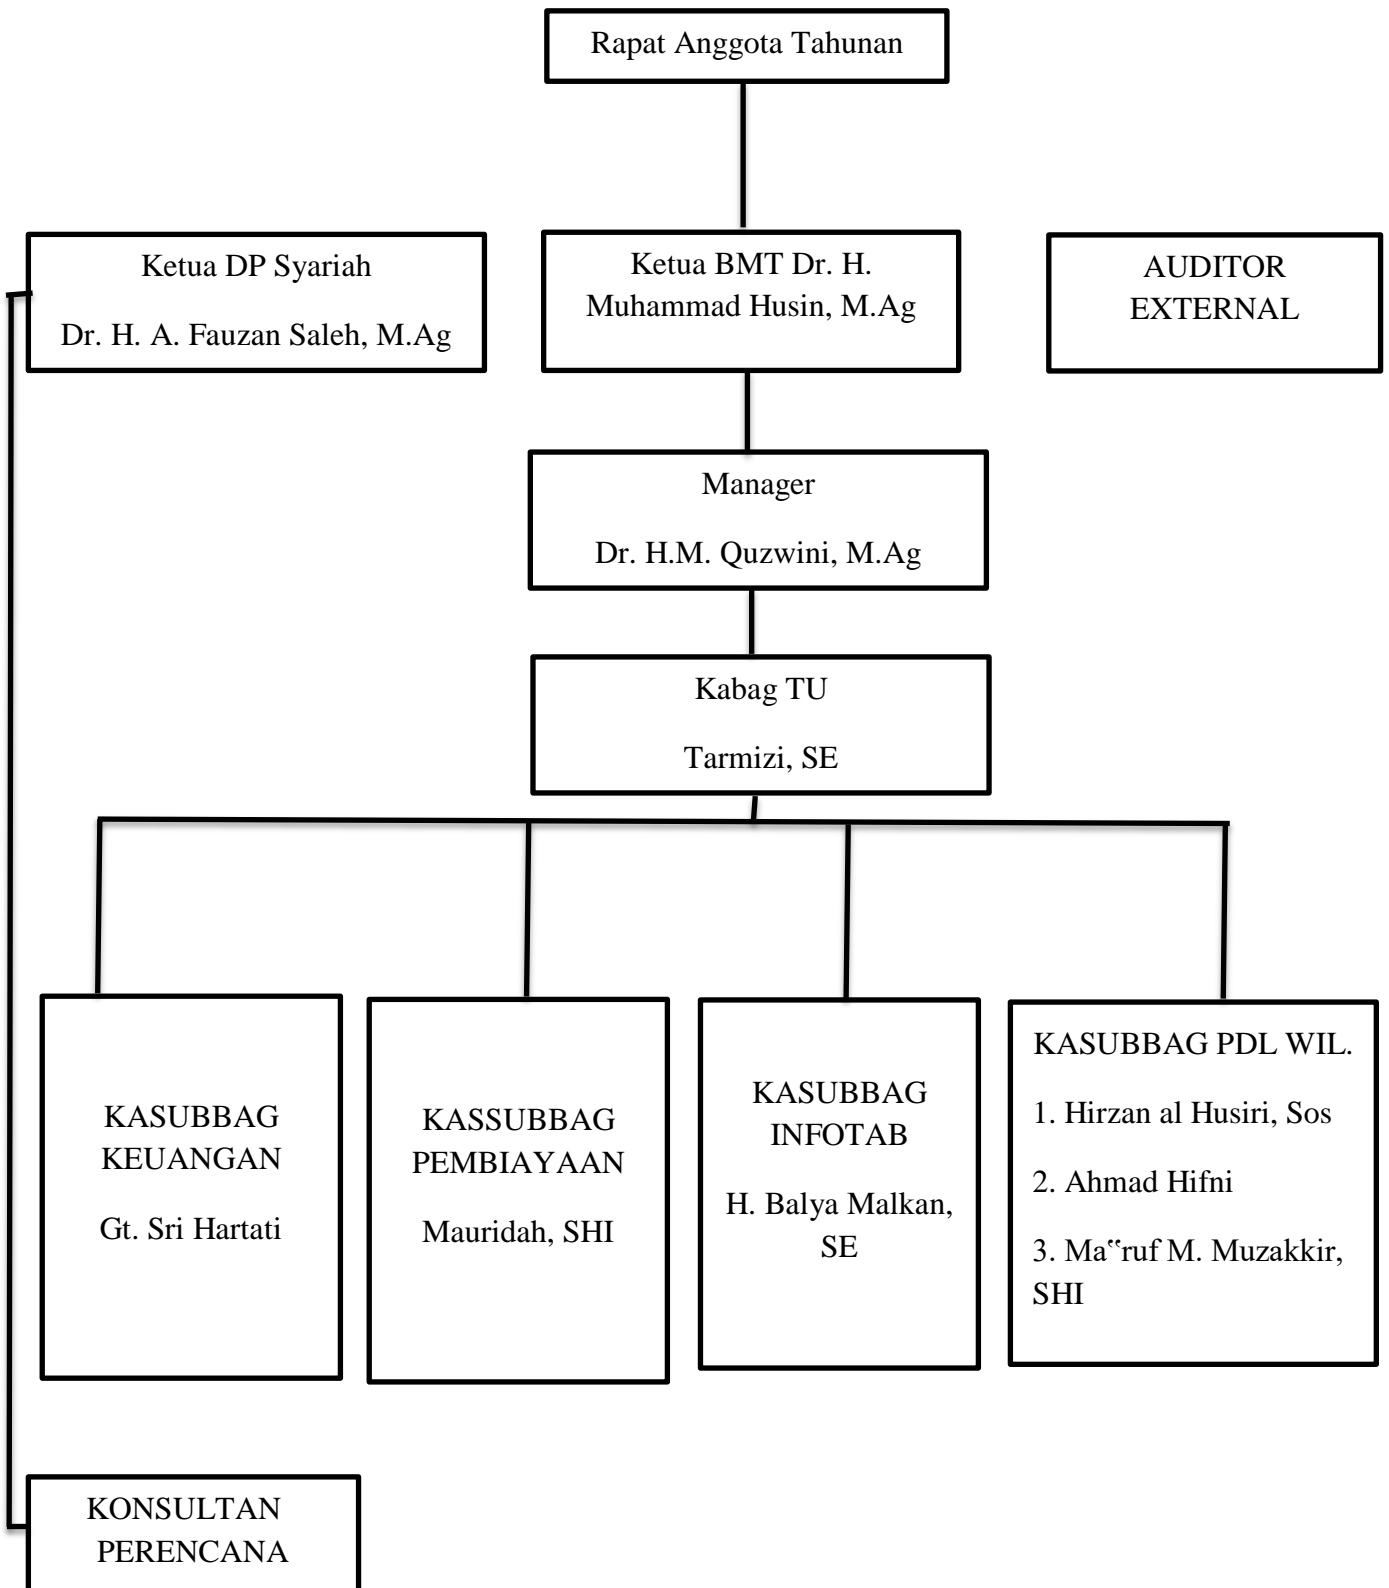 Rapat Anggota Tahunan
Ketua DP Syariah
Dr. H. A. Fauzan Saleh, M.Ag
Ketua BMT Dr. H.
Muhammad Husin, M.Ag
AUDITOR
EXTERNAL
Manager
Dr. H.M. Quzwini, M.Ag
Kabag TU
Tarmizi, SE
KASUBBAG
KEUANGAN
Gt. Sri Hartati
KASSUBBAG
PEMBIAYAAN
Mauridah, SHI
KASUBBAG
INFOTAB
H. Balya Malkan,
SE
KASUBBAG PDL WIL.
1. Hirzan al Husiri, Sos
2. Ahmad Hifni
3. Ma‟ruf M. Muzakkir,
SHI
KONSULTAN
PERENCANA